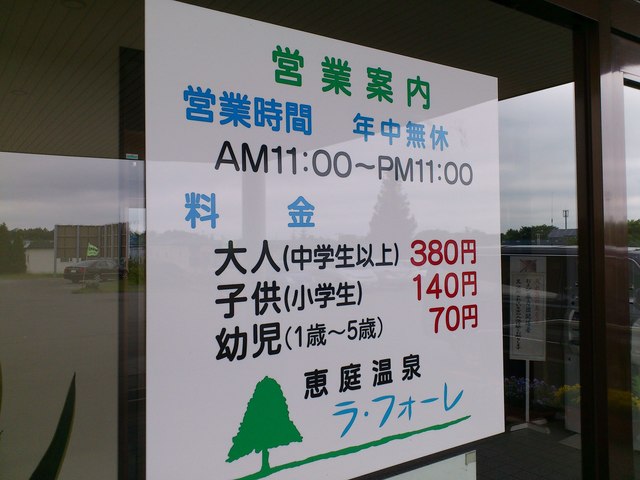 営業案内
営業時間 年中無休
AM11:00～PM11:00
料金
大人(中学生以上) 380円
子供(小学生) 140円
幼児(1歳～5歳) 70円
恵庭温泉
ラ・フォーレ